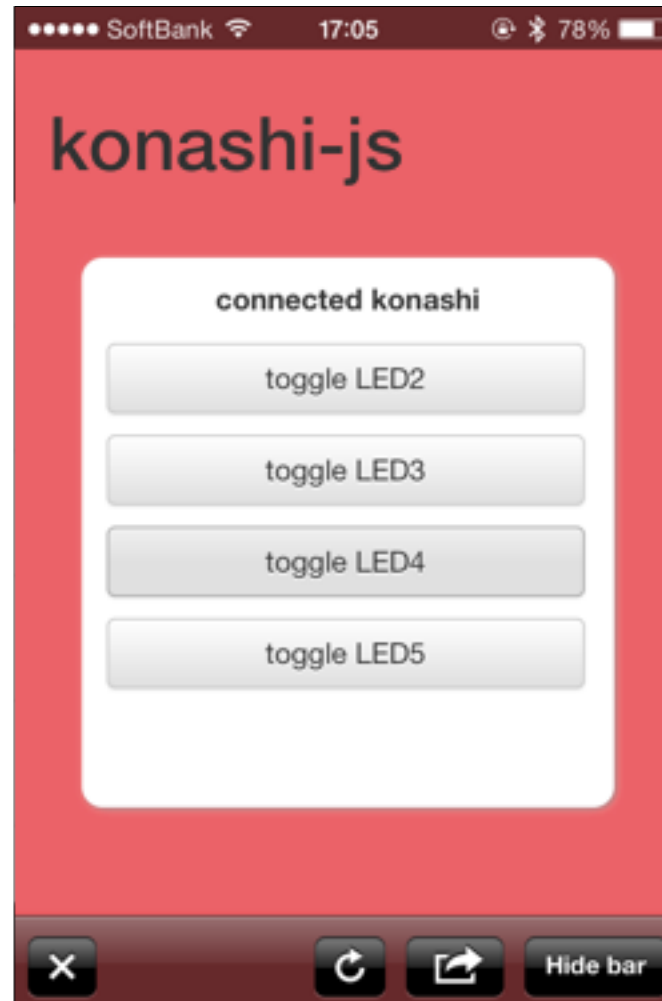 SoftBank 17:05 78%
konashi-js
connected konashi
toggle LED2
toggle LED3
toggle LED4
toggle LED5
Hide bar